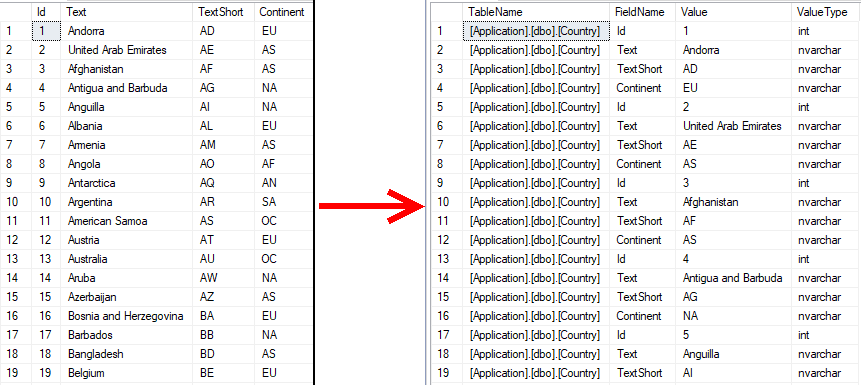 Id Text TextShort Continent
1 1 Andorra AD EU
2 2 United Arab Emirates AE AS
3 3 Afghanistan AF AS
4 4 Antigua and Barbuda AG NA
5 5 Anguilla AI NA
6 6 Albania AL EU
7 7 Armenia AM AS
8 8 Angola AO AF
9 9 Antarctica AQ AN
10 10 Argentina AR SA
11 11 American Samoa AS OC
12 12 Austria AT EU
13 13 Australia AU OC
14 14 Aruba AW NA
15 15 Azerbaijan AZ AS
16 16 Bosnia and Herzegovina BA EU
17 17 Barbados BB NA
18 18 Bangladesh BD AS
19 19 Belgium BE EU
TableName FieldName Value ValueType
1 [Application].[dbo].[Country] Id 1 int
2 [Application].[dbo].[Country] Text Andorra nvarchar
3 [Application].[dbo].[Country] TextShort AD nvarchar
4 [Application].[dbo].[Country] Continent EU nvarchar
5 [Application].[dbo].[Country] Id 2 int
6 [Application].[dbo].[Country] Text United Arab Emirates nvarchar
7 [Application].[dbo].[Country] TextShort AE nvarchar
8 [Application].[dbo].[Country] Continent AS nvarchar
9 [Application].[dbo].[Country] Id 3 int
10 [Application].[dbo].[Country] Text Afghanistan nvarchar
11 [Application].[dbo].[Country] TextShort AF nvarchar
12 [Application].[dbo].[Country] Continent AS nvarchar
13 [Application].[dbo].[Country] Id 4 int
14 [Application].[dbo].[Country] Text Antigua and Barbuda nvarchar
15 [Application].[dbo].[Country] TextShort AG nvarchar
16 [Application].[dbo].[Country] Continent NA nvarchar
17 [Application].[dbo].[Country] Id 5 int
18 [Application].[dbo].[Country] Text Anguilla nvarchar
19 [Application].[dbo].[Country] TextShort AI nvarchar